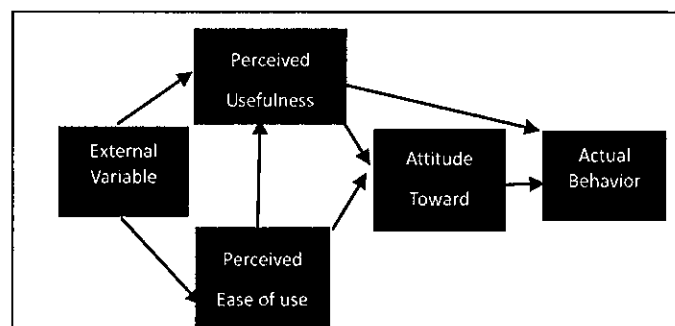 Perceived
Usefulness
External
Variable
Attitude
Toward
Actual
Behavior
Perceived
Ease of use